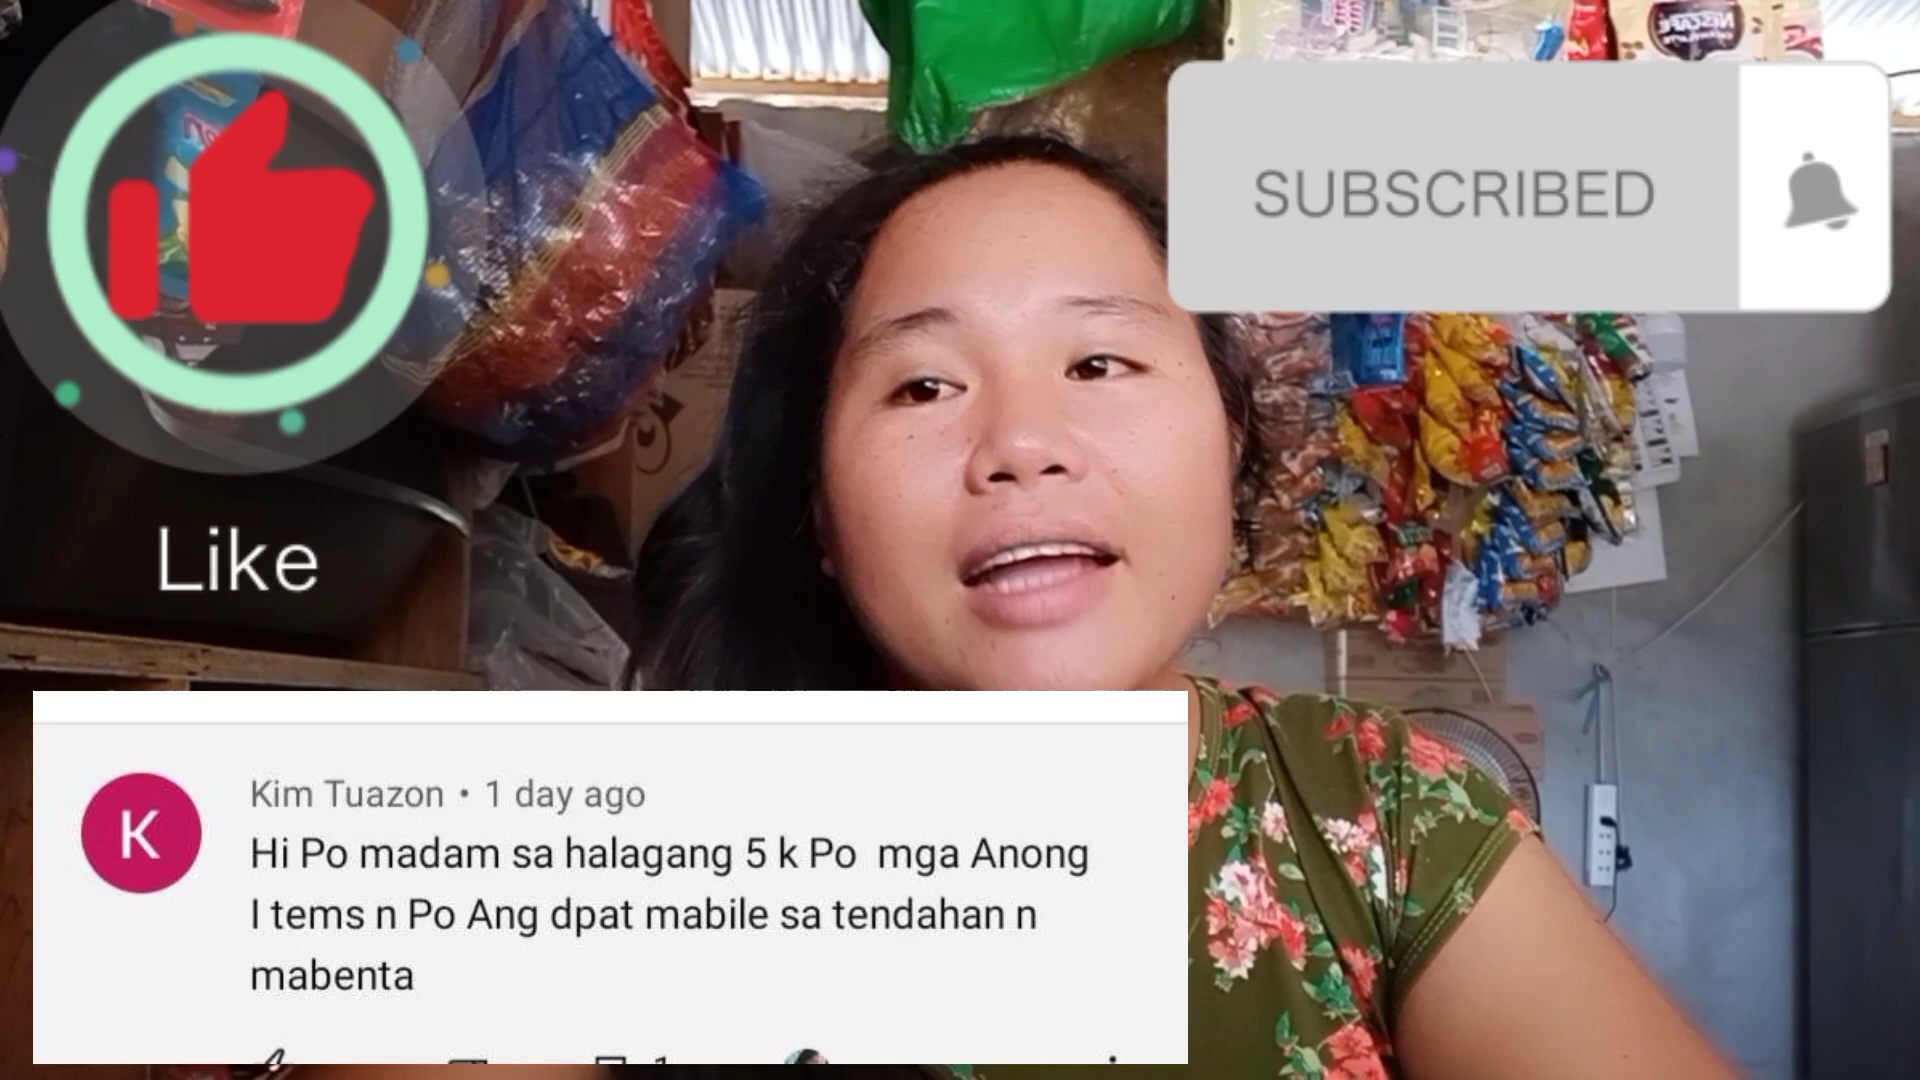 NESCAFÉ
SUBSCRIBED
Like
K
Kim Tuazon • 1 day ago
Hi Po madam sa halagang 5 k Po mga Anong
I tems n Po Ang dpat mabile sa tendahan n
mabenta